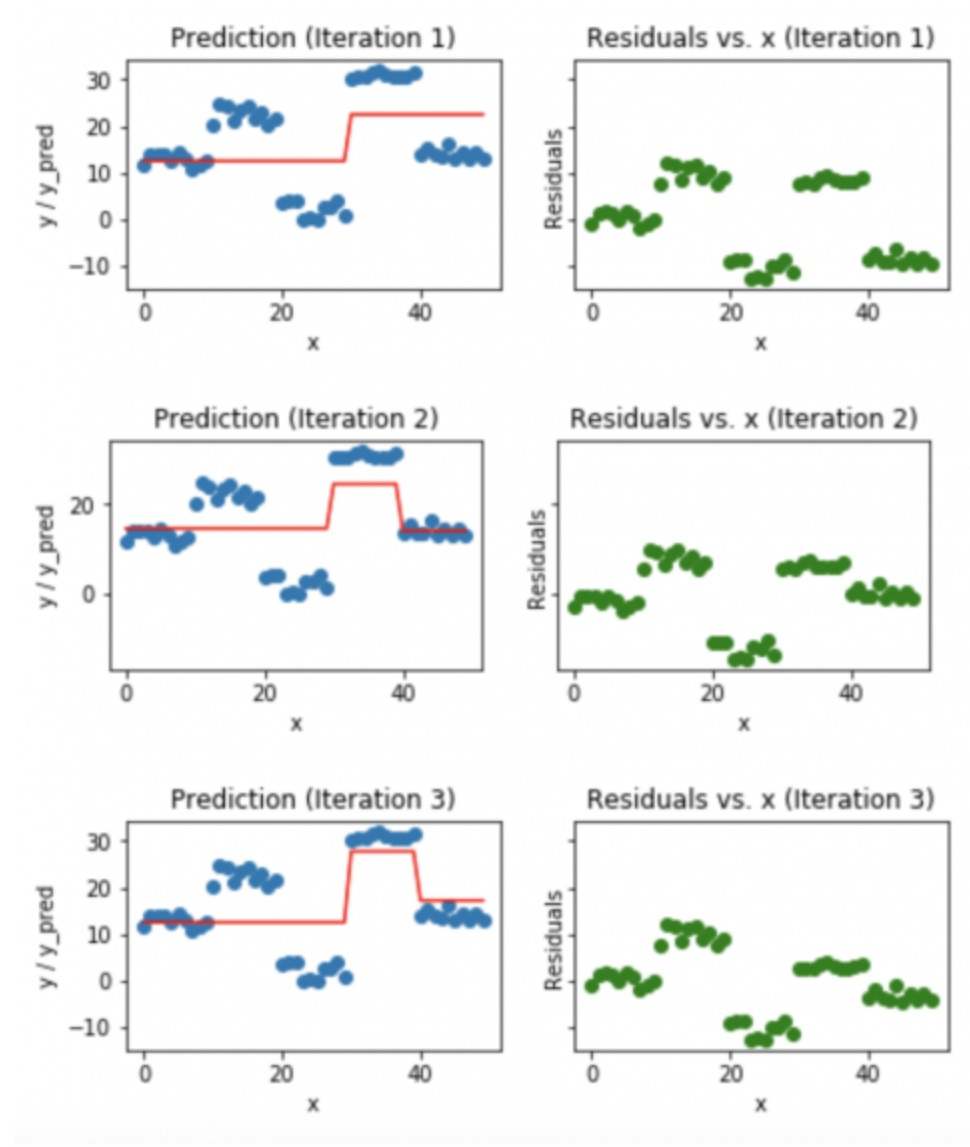 Prediction (Iteration 1)
Residuals vs. x (Iteration 1)
y / y_pred
30
20
10
0
−10
0 20 40
x
Residuals
0 20 40
x
Prediction (Iteration 2)
Residuals vs. x (Iteration 2)
y / y_pred
20
0
0 20 40
x
Residuals
0 20 40
x
Prediction (Iteration 3)
Residuals vs. x (Iteration 3)
y / y_pred
30
20
10
0
−10
0 20 40
x
Residuals
0 20 40
x